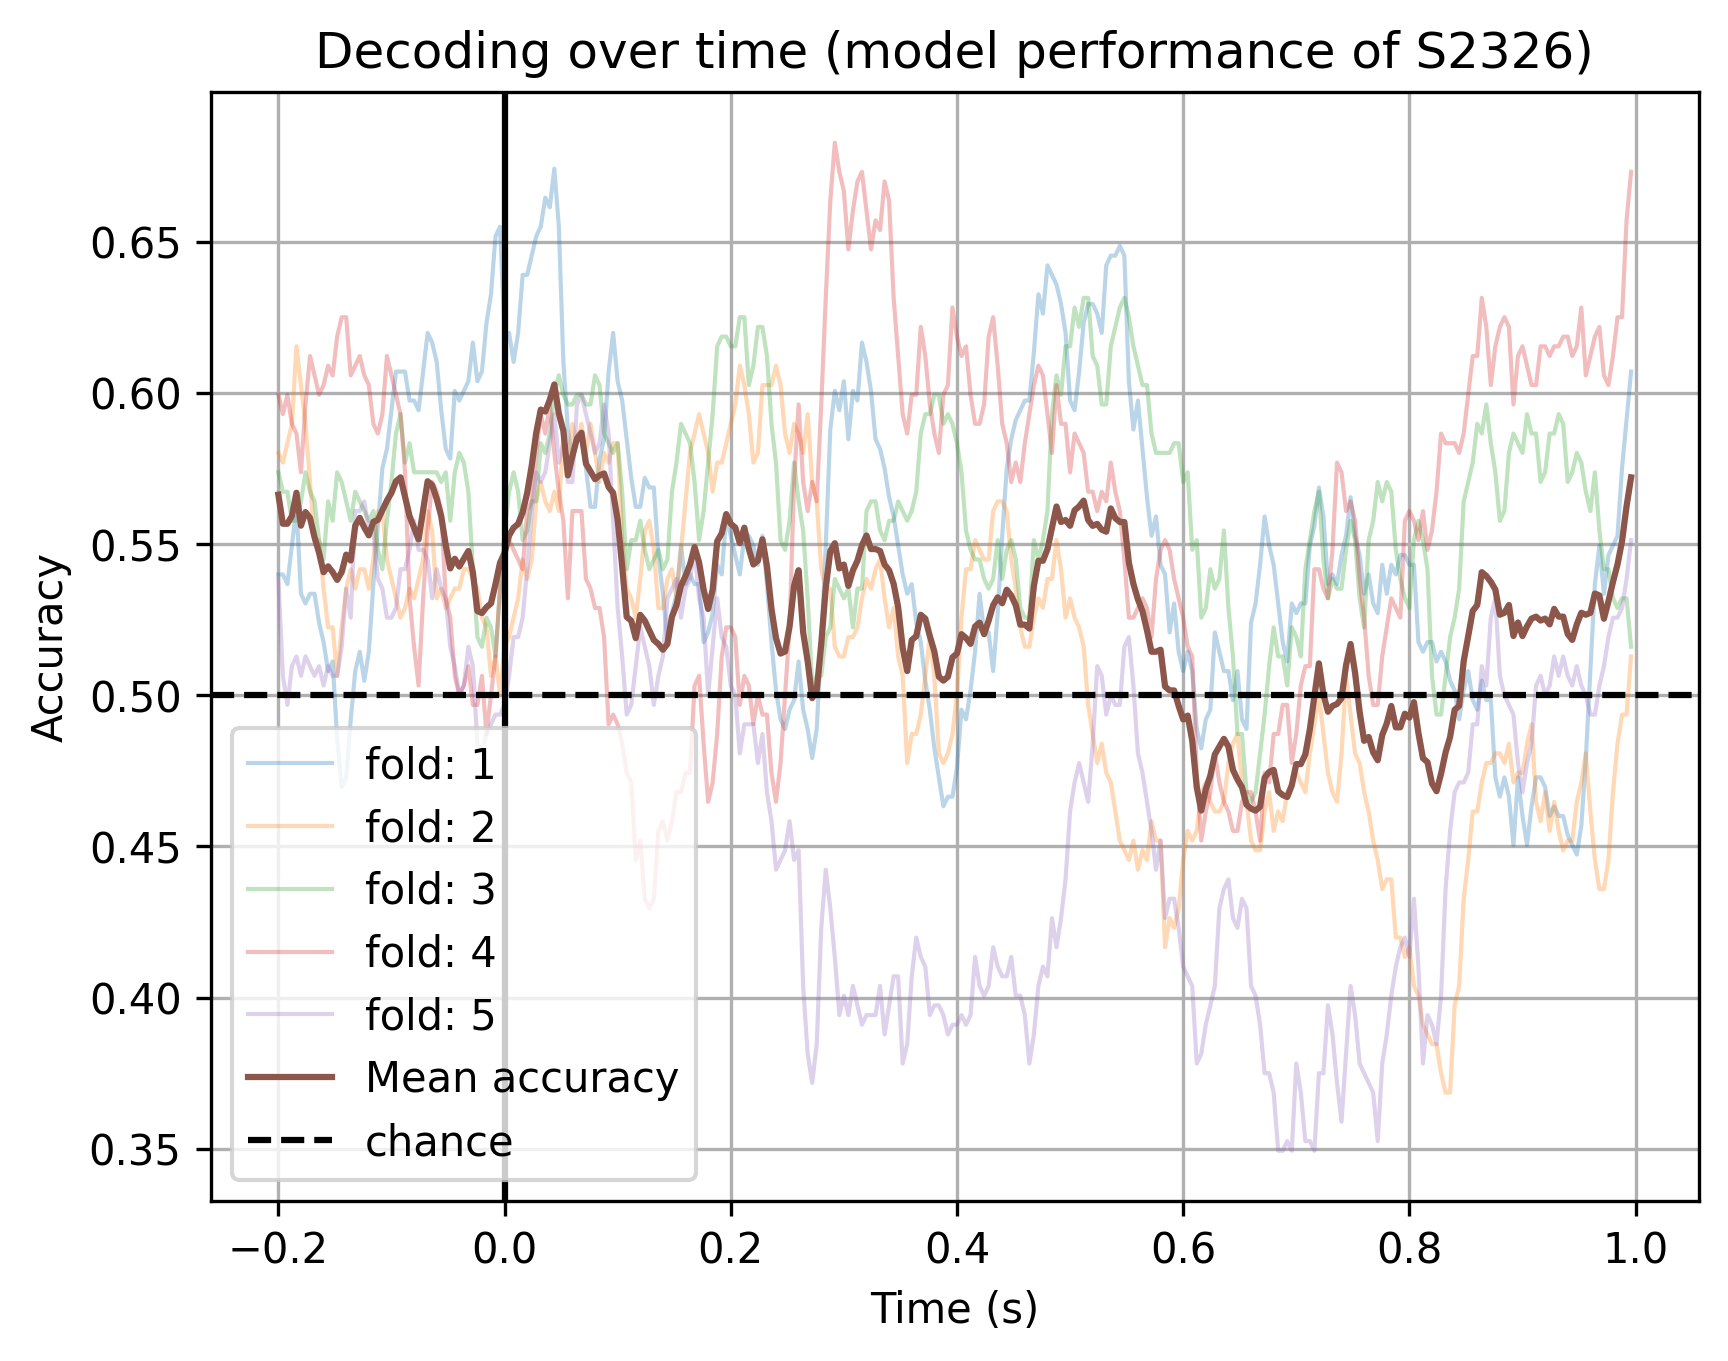 Decoding over time (model performance of S2326)
Accuracy
0.65
0.60
0.55
0.50
0.45
0.40
0.35
fold: 1
fold: 2
fold: 3
fold: 4
fold: 5
Mean accuracy
chance
−0.2 0.0 0.2 0.4 0.6 0.8 1.0
Time (s)